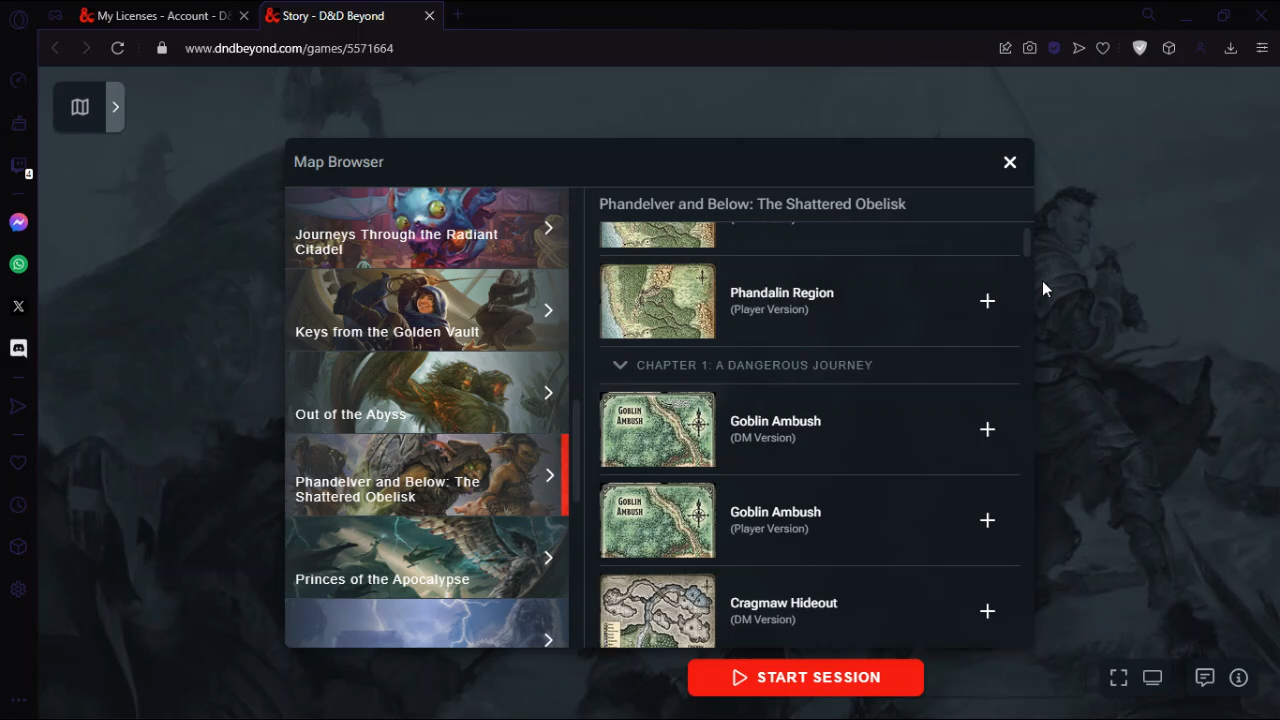 My Licenses - Account - D&
Story - D&D Beyond
www.dndbeyond.com/games/5571664
4
Map Browser
Journeys Through the Radiant
Citadel
Keys from the Golden Vault
Out of the Abyss
Phandelver and Below: The
Shattered Obelisk
Princes of the Apocalypse
Phandelver and Below: The Shattered Obelisk
Phandalin Region
(Player Version)
CHAPTER 1: A DANGEROUS JOURNEY
GOBLIN
AMBUSH
Goblin Ambush
(DM Version)
GOBLIN
AMBUSH
Goblin Ambush
(Player Version)
Cragmaw Hideout
(DM Version)
START SESSION